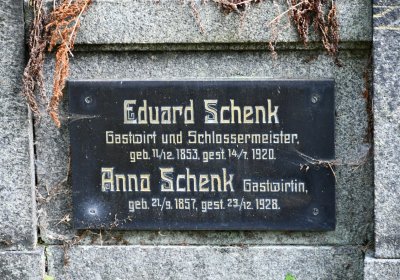 Eduard Schenk
Gastwirt und Schlossermeister,
geb. 11/12. 1853, gest. 14/7. 1920.
Anna Schenk Gastwirtin,
geb. 21/9. 1857, gest. 23/12. 1928.